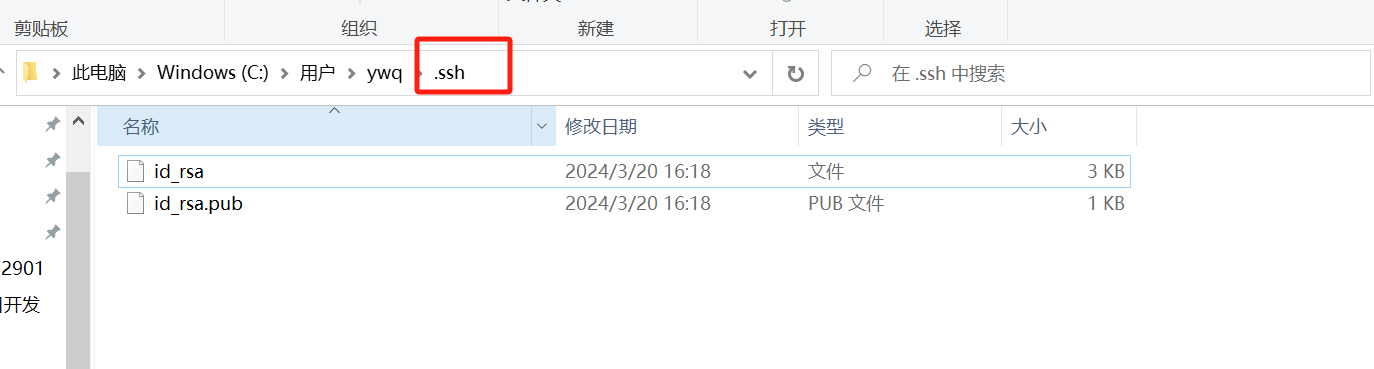 剪贴板 组织 新建 打开 选择
此电脑 Windows (C:) 用户 ywq .ssh 在 .ssh 中搜索
名称 修改日期 类型 大小
id_rsa 2024/3/20 16:18 文件 3 KB
id_rsa.pub 2024/3/20 16:18 PUB 文件 1 KB
2901
开发